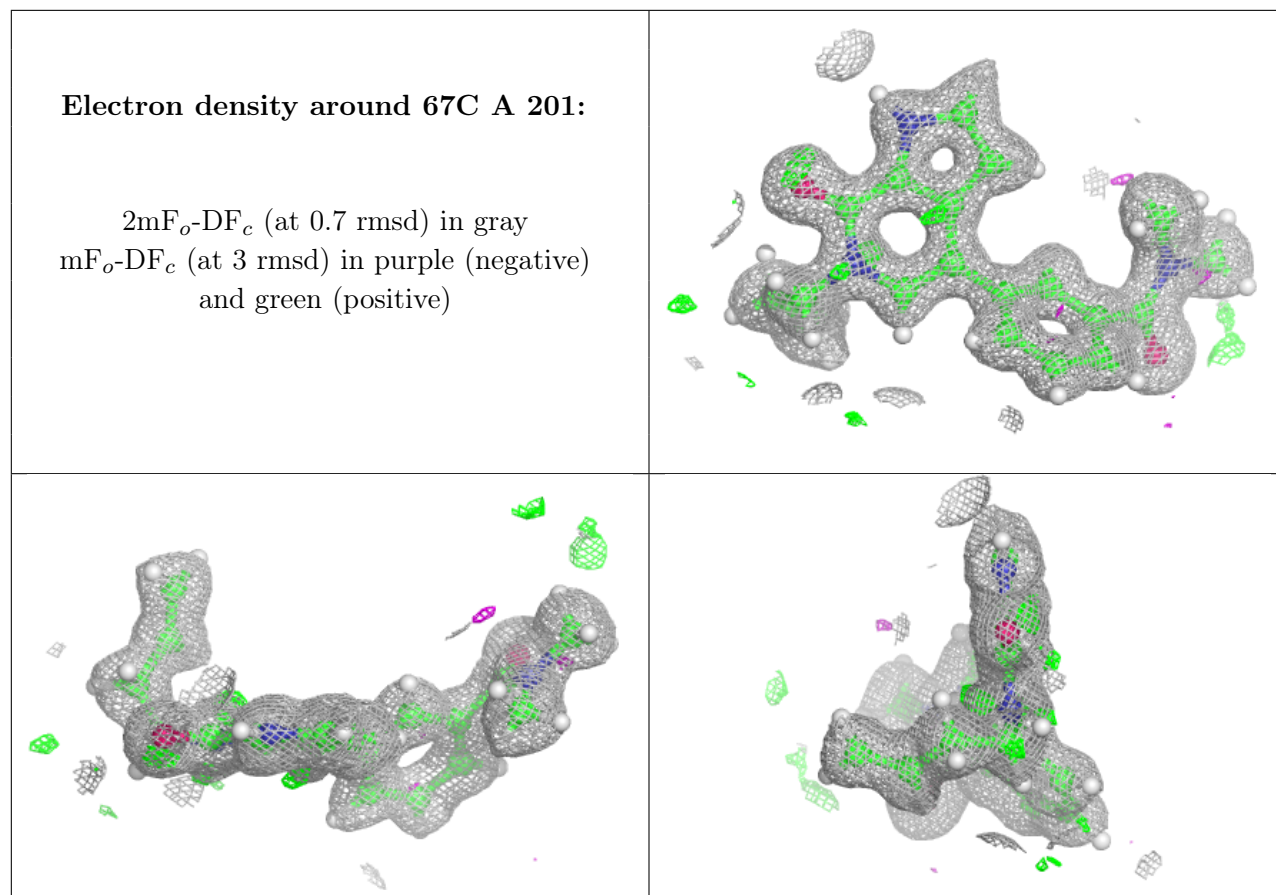 Electron density around 67C A 201:
2mFo-DFc (at 0.7 rmsd) in gray
mFo-DFc (at 3 rmsd) in purple (negative)
and green (positive)